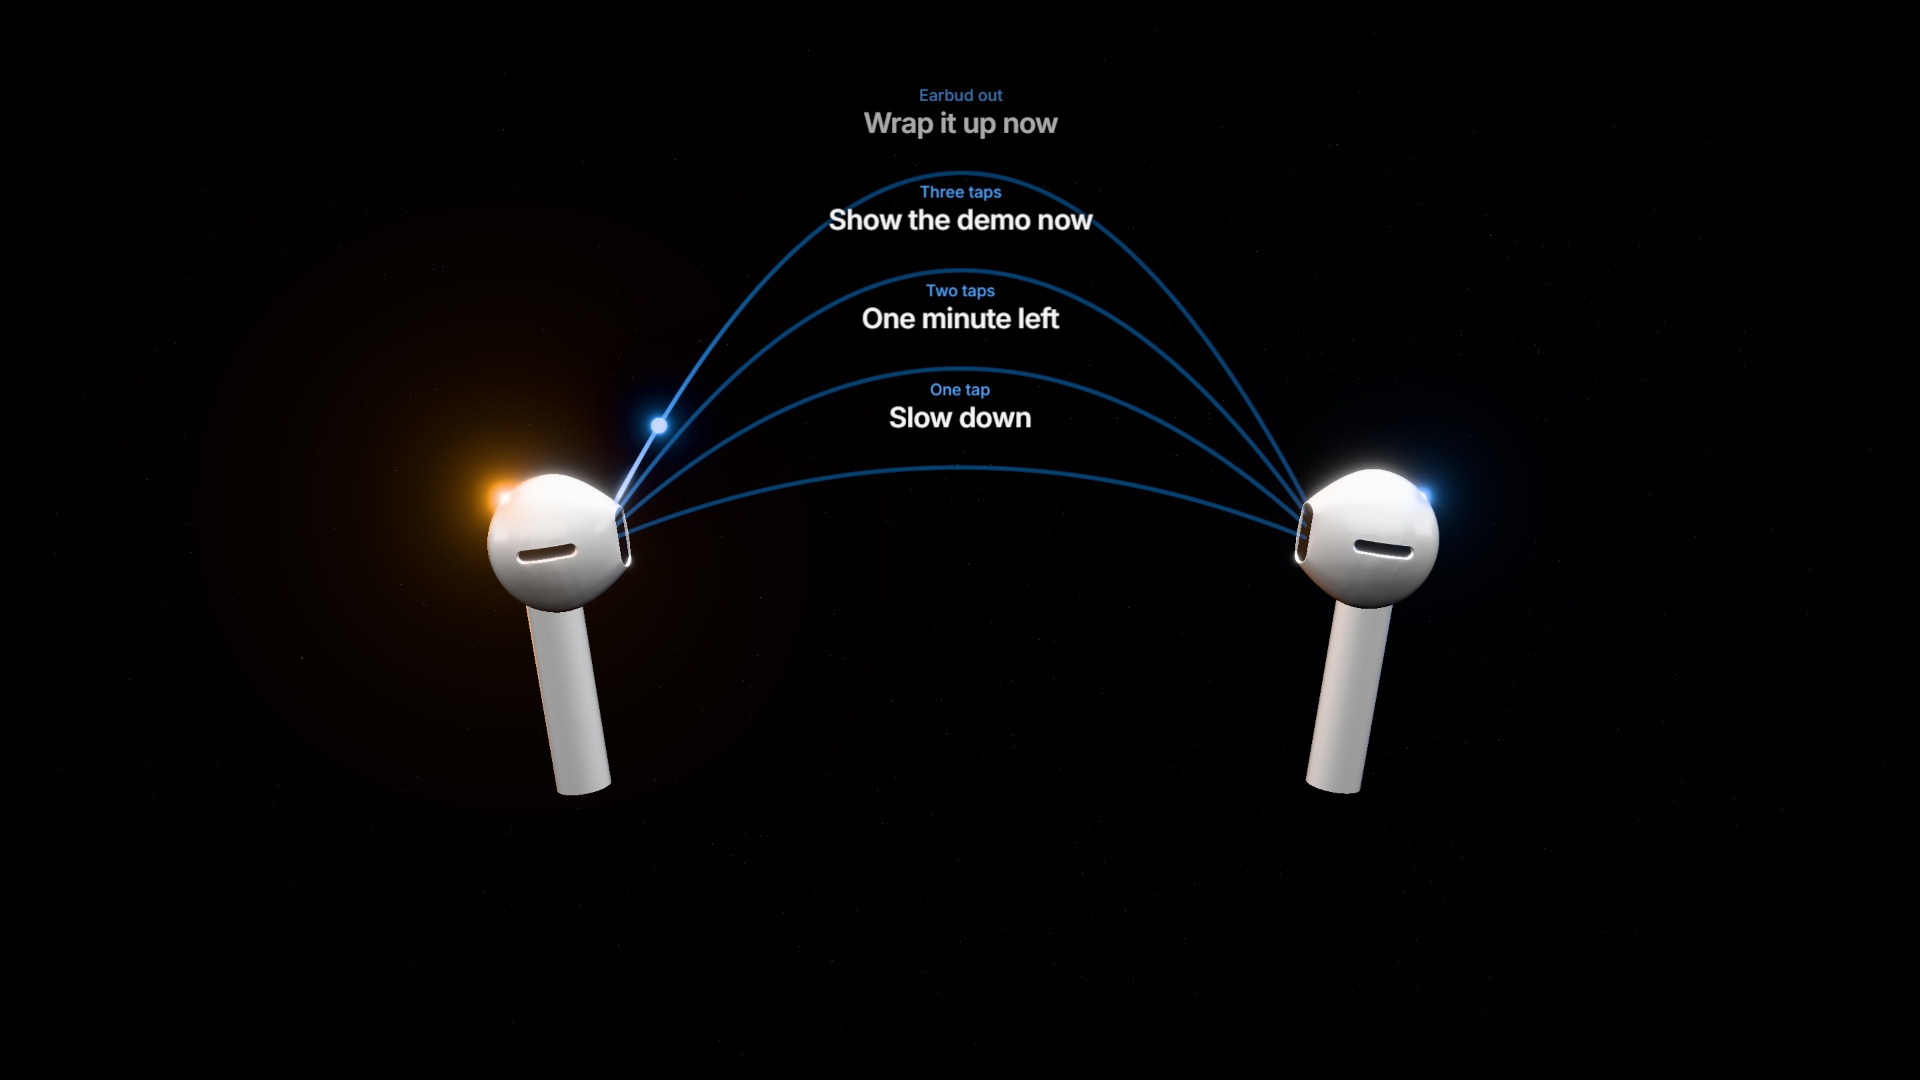 Earbud out
Wrap it up now
Three taps
Show the demo now
Two taps
One minute left
One tap
Slow down